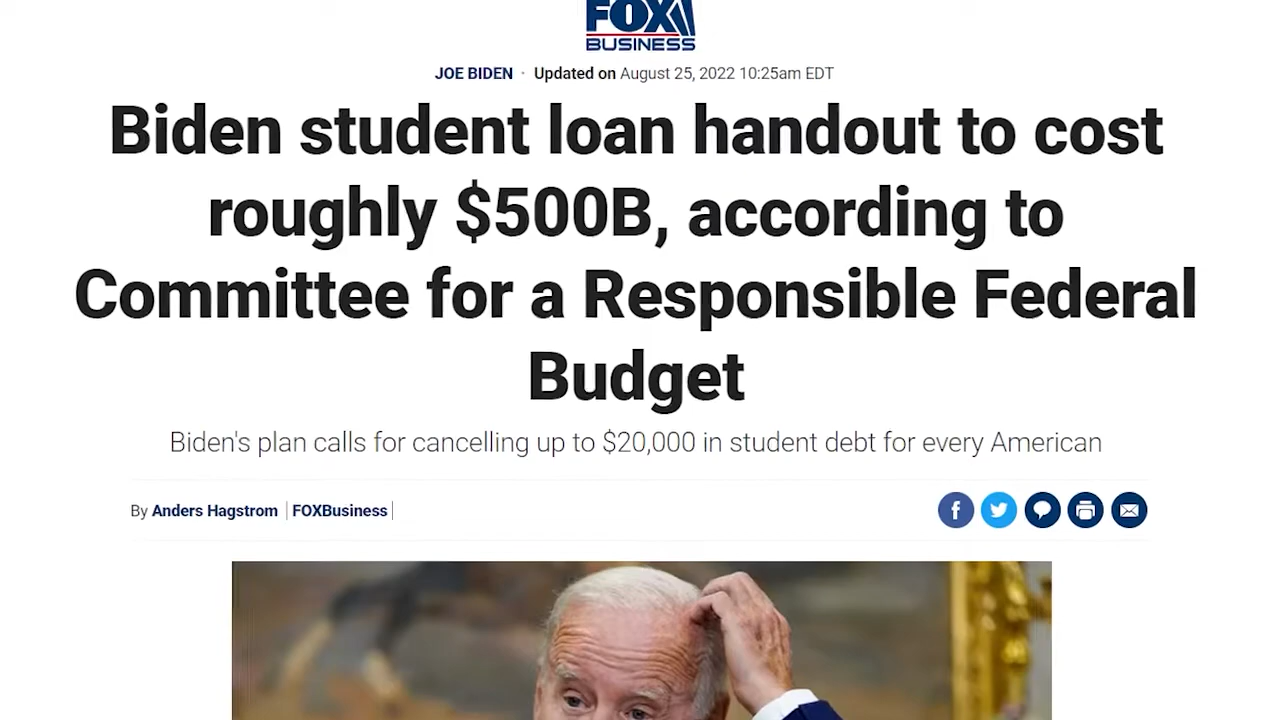 FOX
BUSINESS
JOE BIDEN · Updated on August 25, 2022 10:25am EDT
Biden student loan handout to cost
roughly $500B, according to
Committee for a Responsible Federal
Budget
Biden's plan calls for cancelling up to $20,000 in student debt for every American
By Anders Hagstrom | FOXBusiness |